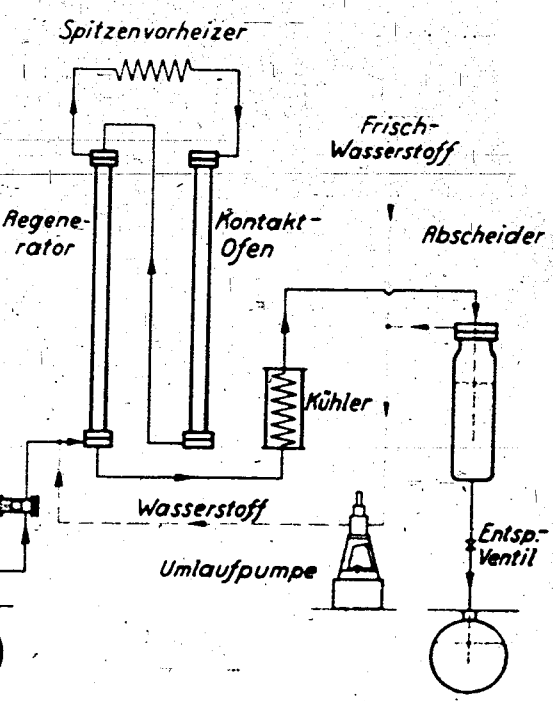 Spitzenvorheizer
Frisch-
Wasserstoff
Regene-
rator
Kontakt-
Ofen
Abscheider
Kühler
Wasserstoff
Umlaufpumpe
Entsp.-
Ventil